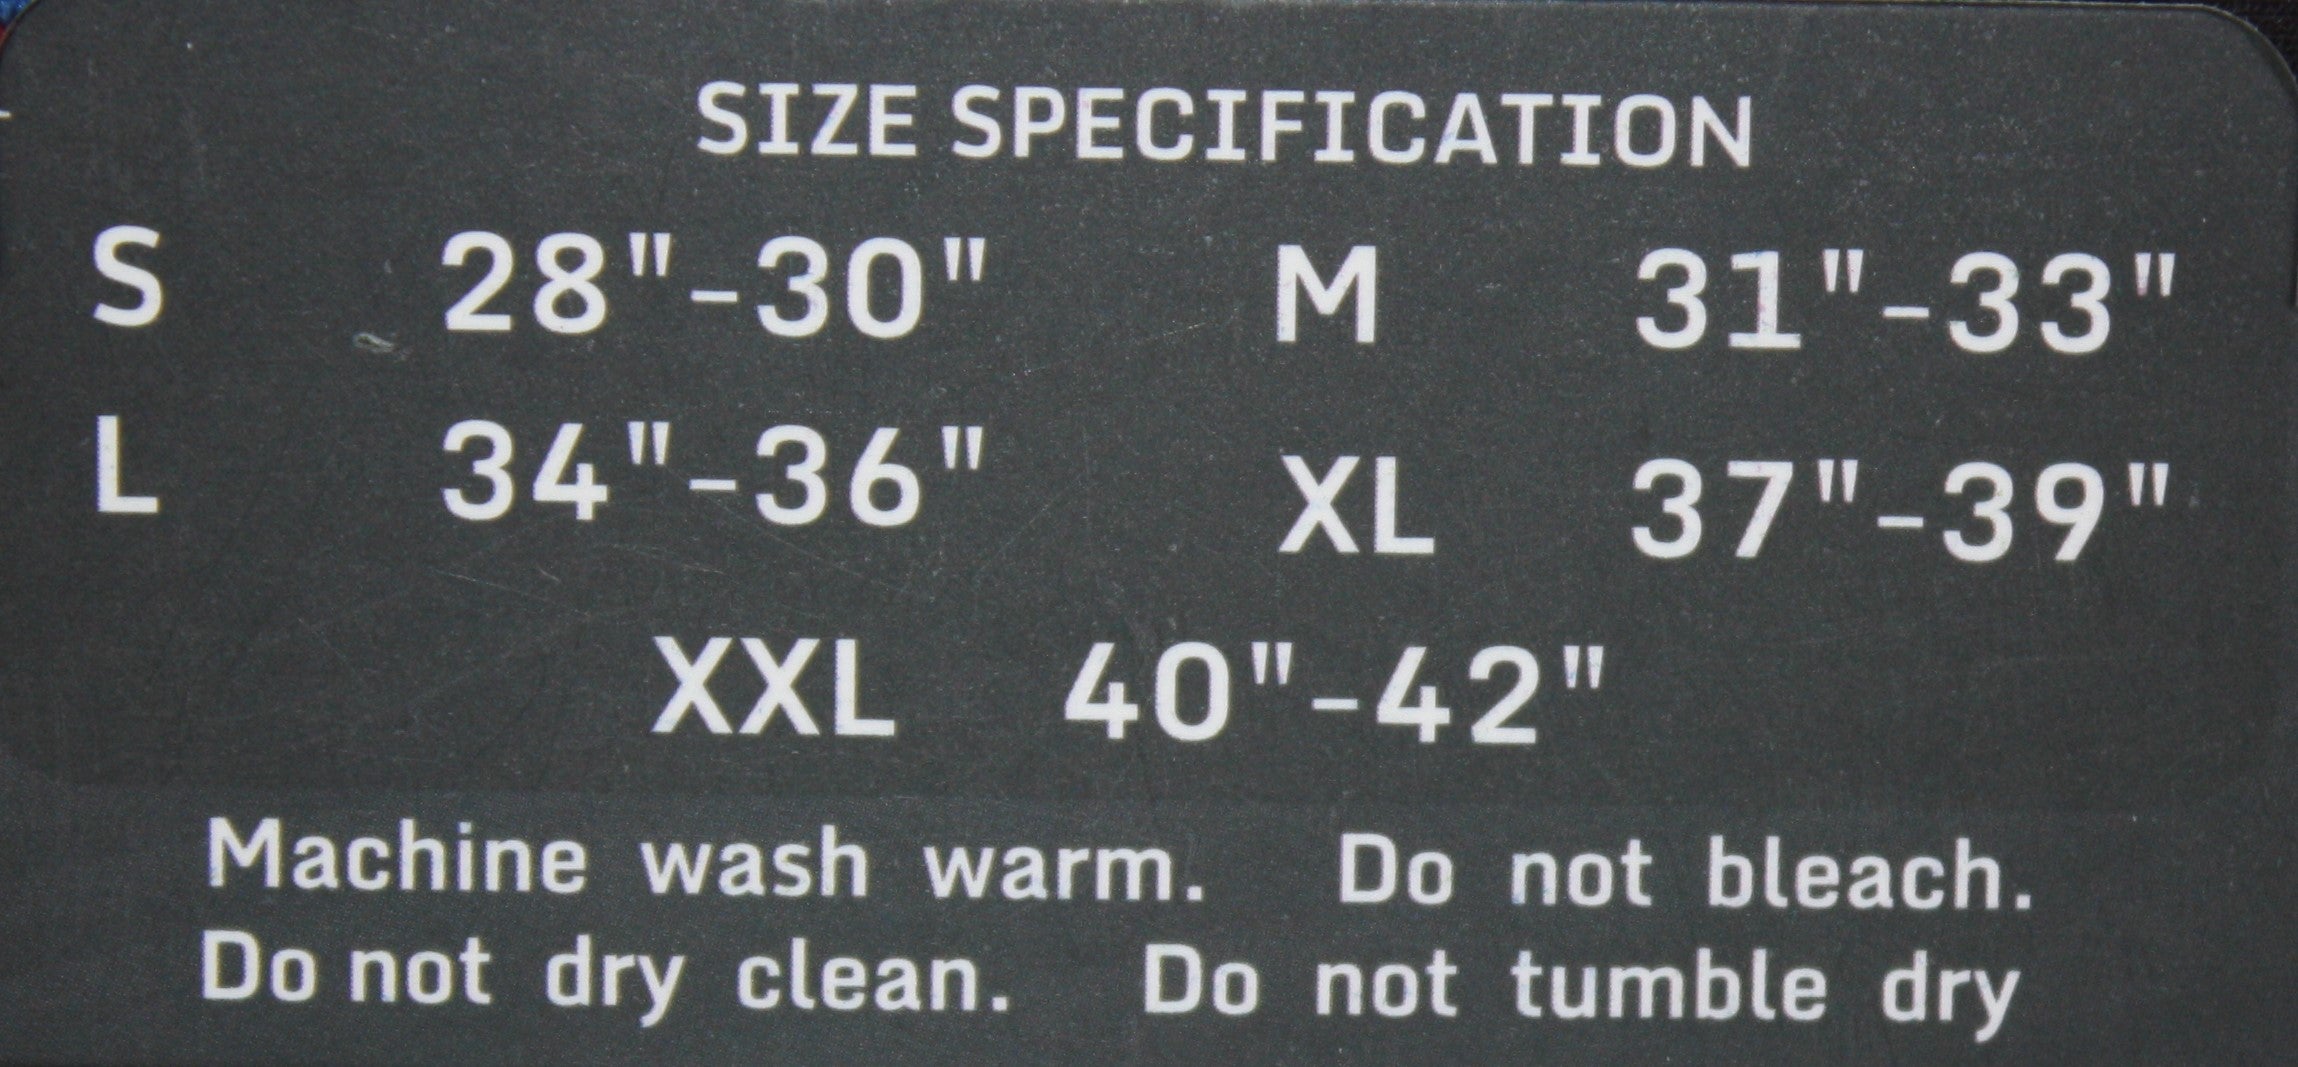 SIZE SPECIFICATION
S 28"-30" M 31"-33"
L 34"-36" XL 37"-39"
XXL 40"-42"
Machine wash warm. Do not bleach.
Do not dry clean. Do not tumble dry